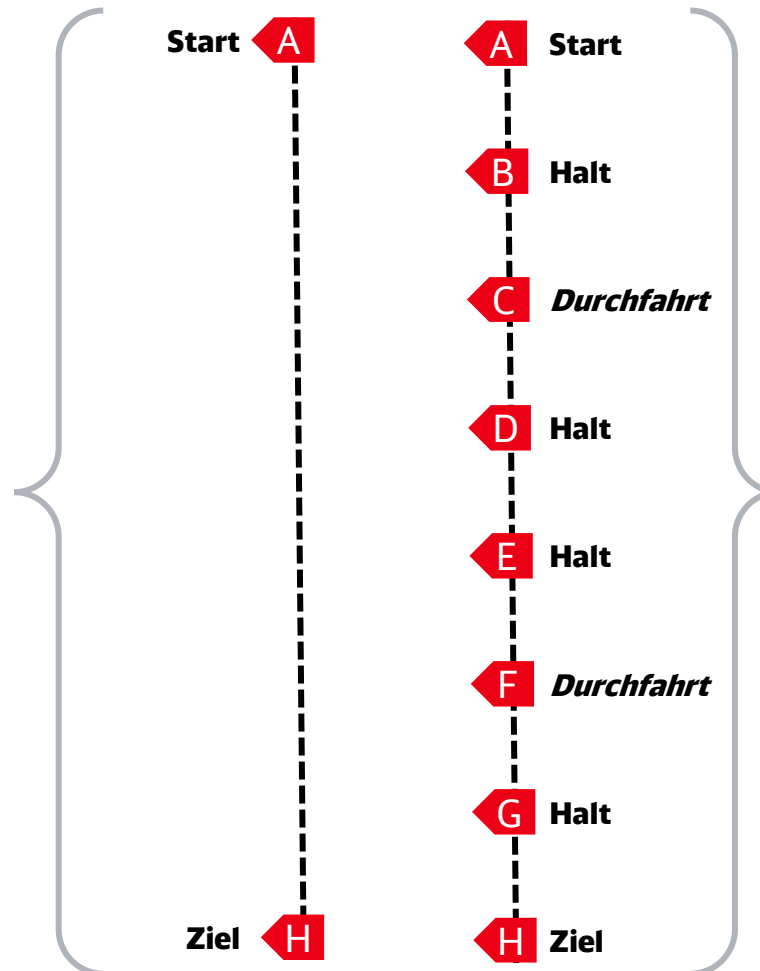 Start A A Start
B Halt
C Durchfahrt
D Halt
E Halt
F Durchfahrt
G Halt
Ziel H H Ziel